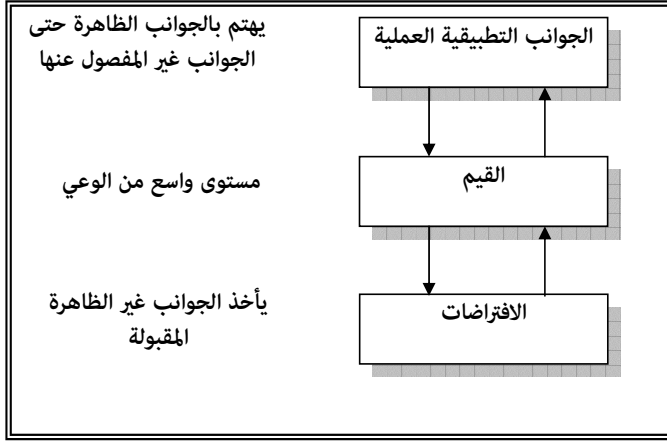 الجوانب التطبيقية العملية
يهتم بالجوانب الظاهرة حتى
الجوانب غير المفصول عنها
القيم
مستوى واسع من الوعي
الافتراضات
يأخذ الجوانب غير الظاهرة
المقبولة